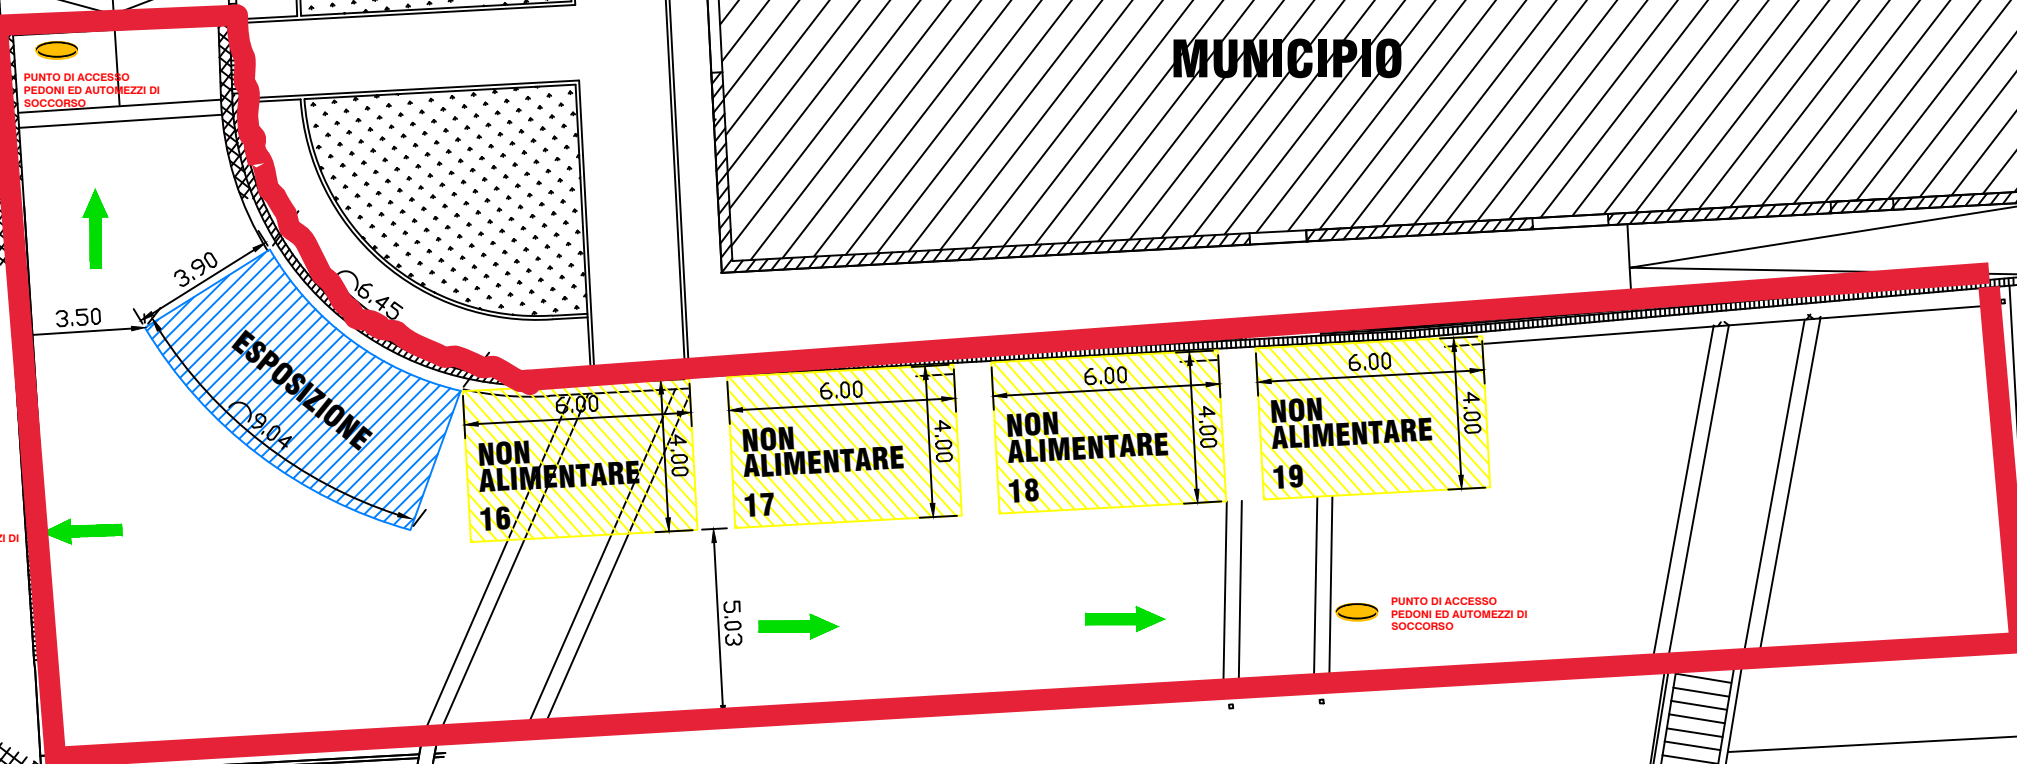 MUNICIPIO
PUNTO DI ACCESSO
PEDONI ED AUTOMEZZI DI
SOCCORSO
3.90
6.45
3.50
ESPOSIZIONE
9.04
6.00
4.00
NON
ALIMENTARE
16
6.00
4.00
NON
ALIMENTARE
17
6.00
4.00
NON
ALIMENTARE
18
6.00
4.00
NON
ALIMENTARE
19
ZI DI
5.03
PUNTO DI ACCESSO
PEDONI ED AUTOMEZZI DI
SOCCORSO